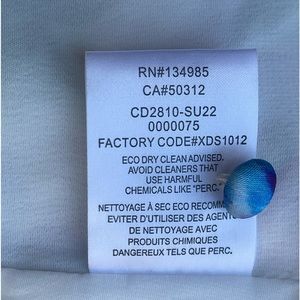 RN#134985
CA#50312
CD2810-SU22
0000075
FACTORY CODE#XDS1012
ECO DRY CLEAN ADVISED.
AVOID CLEANERS THAT
USE HARMFUL
CHEMICALS LIKE "PERC."
NETTOYAGE À SEC ECO RECOMM
EVITER D'UTILISER DES AGENTS
DE NETTOYAGE AVEC
PRODUITS CHIMIQUES
DANGEREUX TELS QUE PERC.